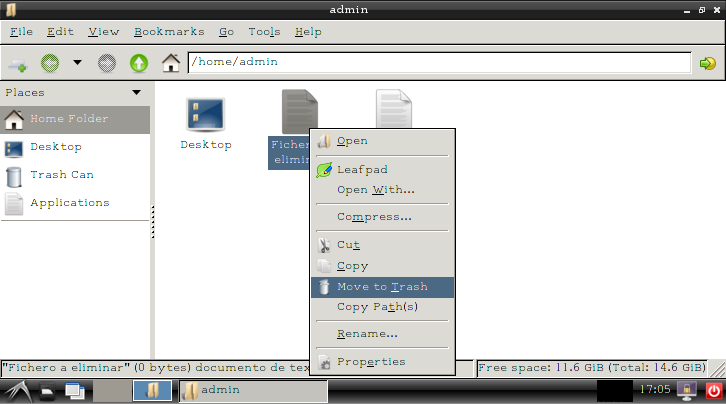 admin
File Edit View Bookmarks Go Tools Help
/home/admin
Places
Home Folder
Desktop
Trash Can
Applications
Desktop
Fiche
elimin
Open
Leafpad
Open With...
Compress...
Cut
Copy
Move to Trash
Copy Path(s)
Rename...
Properties
"Fichero a eliminar" (0 bytes) documento de tex
Free space: 11.6 GiB (Total: 14.6 GiB)
admin
17:05